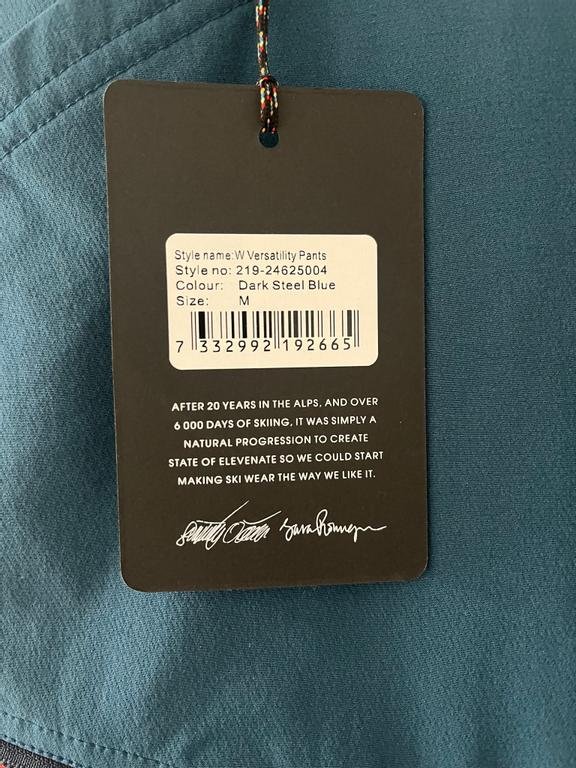 Style name:W Versatility Pants
Style no: 219-24625004
Colour: Dark Steel Blue
Size: M
7 332992 192665
AFTER 20 YEARS IN THE ALPS, AND OVER
6 000 DAYS OF SKIING, IT WAS SIMPLY A
NATURAL PROGRESSION TO CREATE
STATE OF ELEVENATE SO WE COULD START
MAKING SKI WEAR THE WAY WE LIKE IT.